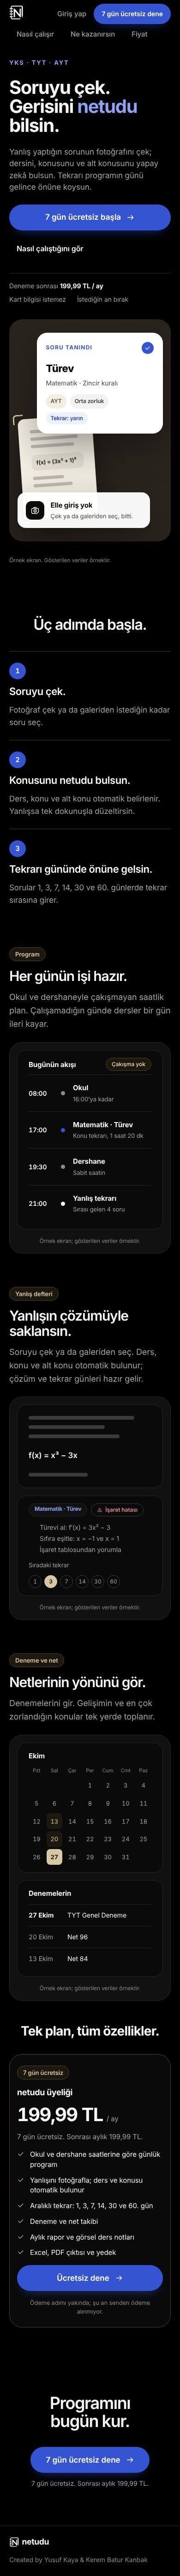 Giriş yap
7 gün ücretsiz dene
Nasıl çalışır
Ne kazanırsın
Fiyat
YKS · TYT · AYT
Soruyu çek.
Gerisini netudu
bilsin.
Yanlış yaptığın sorunun fotoğrafını çek;
dersini, konusunu ve alt konusunu yapay
zekâ bulsun. Tekrarı programın günü
gelince önüne koysun.
7 gün ücretsiz başla →
Nasıl çalıştığını gör
Deneme sonrası 199,99 TL / ay
Kart bilgisi istemez
İstediğin an bırak
SORU TANINDI
Türev
Matematik · Zincir kuralı
AYT
Orta zorluk
Tekrar: yarın
f(x) = (3x² + 1)⁵
Elle giriş yok
Çek ya da galeriden seç, bitti.
Örnek ekran. Gösterilen veriler örnektir.
Üç adımda başla.
1
Soruyu çek.
Fotoğraf çek ya da galeriden istediğin kadar
soru seç.
2
Konusunu netudu bulsun.
Ders, konu ve alt konu otomatik belirlenir.
Yanlışsa tek dokunuşla düzeltirsin.
3
Tekrarı gününde önüne gelsin.
Sorular 1, 3, 7, 14, 30 ve 60. günlerde tekrar
sırasına girer.
Program
Her günün işi hazır.
Okul ve dershaneyle çakışmayan saatlik
plan. Çalışamadığın günde dersler bir gün
ileri kayar.
Bugünün akışı
Çakışma yok
08:00
Okul
16:00'ya kadar
17:00
Matematik · Türev
Konu tekrarı, 1 saat 20 dk
19:30
Dershane
Sabit saatin
21:00
Yanlış tekrarı
Sırası gelen 4 soru
Örnek ekran; gösterilen veriler örnektir.
Yanlış defteri
Yanlışın çözümüyle
saklansın.
Soruyu çek ya da galeriden seç. Ders,
konu ve alt konu otomatik bulunur;
çözüm ve tekrar günleri hazır gelir.
f(x) = x³ − 3x
Matematik · Türev
⚠ İşaret hatası
Türevi al: f′(x) = 3x² − 3
Sıfıra eşitle: x = −1 ve x = 1
İşaret tablosundan yorumla
Sıradaki tekrar
1 3 7 14 30 60
Örnek ekran; gösterilen veriler örnektir.
Deneme ve net
Netlerinin yönünü gör.
Denemelerini gir. Gelişimin ve en çok
zorlandığın konular tek yerde toplanır.
Ekim
Pzt Sal Çar Per Cum Cmt Paz
1 2 3 4
5 6 7 8 9 10 11
12 13 14 15 16 17 18
19 20 21 22 23 24 25
26 27 28 29 30 31
Denemelerin
27 Ekim TYT Genel Deneme
20 Ekim Net 96
13 Ekim Net 84
Örnek ekran; gösterilen veriler örnektir.
Tek plan, tüm özellikler.
7 gün ücretsiz
netudu üyeliği
199,99 TL / ay
7 gün ücretsiz. Sonrası aylık 199,99 TL.
✓ Okul ve dershane saatlerine göre günlük
program
✓ Yanlışını fotoğrafla; ders ve konusu
otomatik bulunur
✓ Aralıklı tekrar: 1, 3, 7, 14, 30 ve 60. gün
✓ Deneme ve net takibi
✓ Aylık rapor ve görsel ders notları
✓ Excel, PDF çıktısı ve yedek
Ücretsiz dene →
Ödeme adımı yakında; şu an senden ödeme
alınmıyor.
Programını
bugün kur.
7 gün ücretsiz dene →
7 gün ücretsiz. Sonrası aylık 199,99 TL.
netudu
Created by Yusuf Kaya & Kerem Batur Kanbak